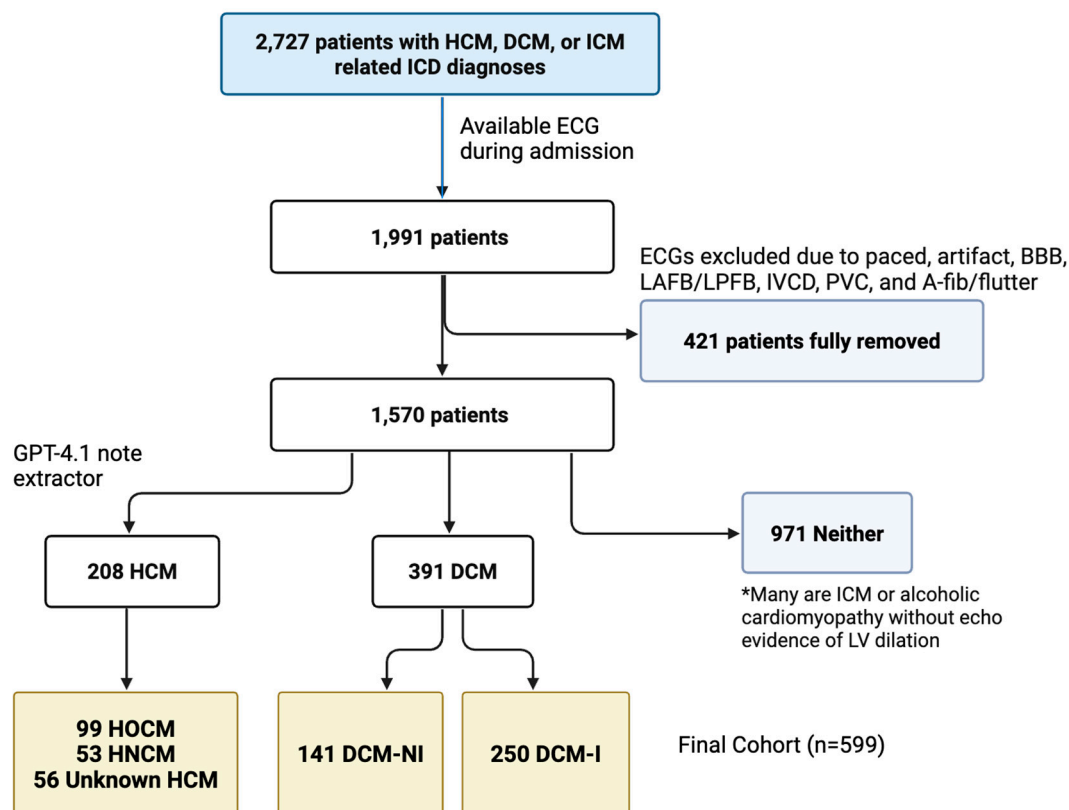 2,727 patients with HCM, DCM, or ICM
related ICD diagnoses
Available ECG
during admission
1,991 patients
ECGs excluded due to paced, artifact, BBB,
LAFB/LPFB, IVCD, PVC, and A-fib/flutter
421 patients fully removed
1,570 patients
GPT-4.1 note
extractor
208 HCM
391 DCM
971 Neither
*Many are ICM or alcoholic
cardiomyopathy without echo
evidence of LV dilation
99 HOCM
53 HNCM
56 Unknown HCM
141 DCM-NI
250 DCM-I
Final Cohort (n=599)